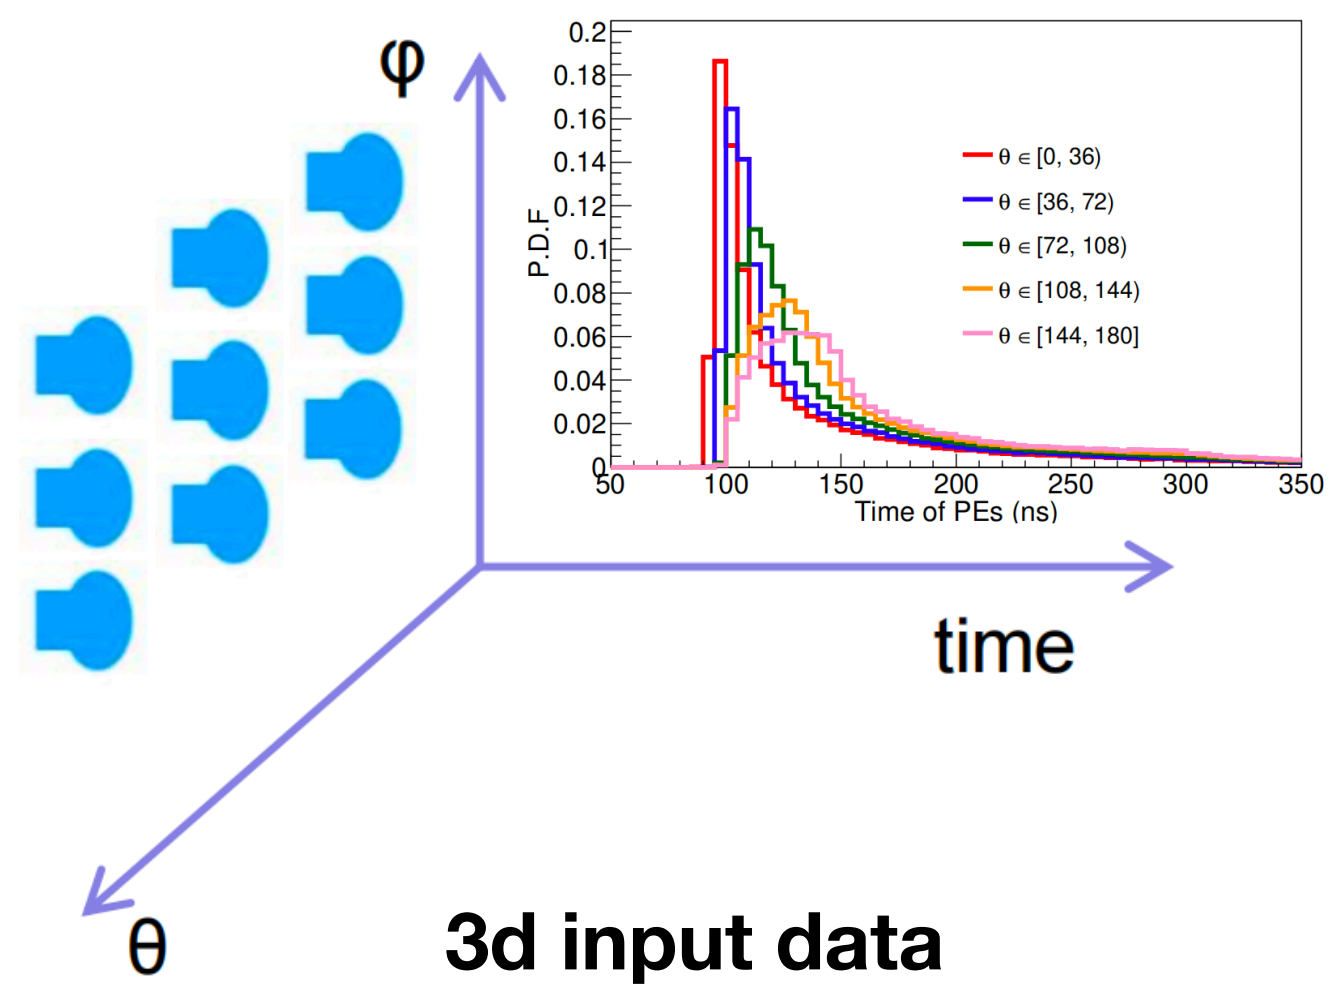 φ
0.2
0.18
0.16
0.14
0.12
0.1
0.08
0.06
0.04
0.02
0
P.D.F
θ ∈ [0, 36)
θ ∈ [36, 72)
θ ∈ [72, 108)
θ ∈ [108, 144)
θ ∈ [144, 180]
50 100 150 200 250 300 350
Time of PEs (ns)
time
θ
3d input data